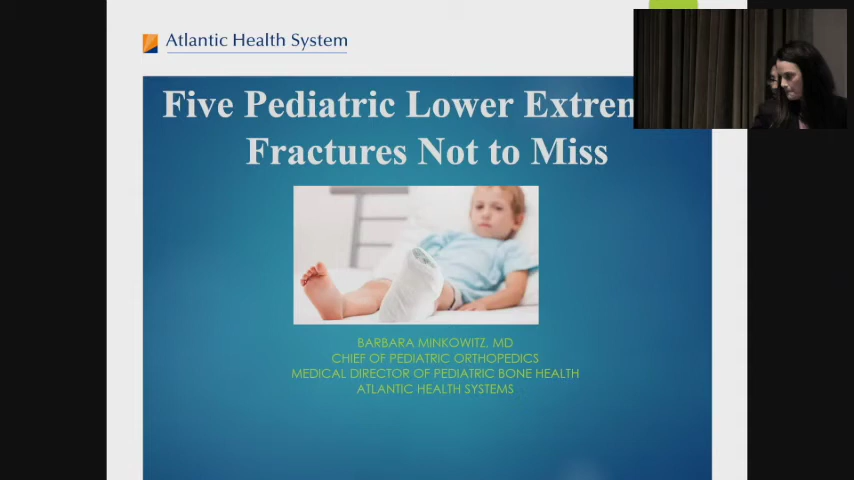 Atlantic Health System
Five Pediatric Lower
Fractures Not to Miss
BARBARA MINKOWITZ, MD
CHIEF OF PEDIATRIC ORTHOPEDICS
MEDICAL DIRECTOR OF PEDIATRIC BONE HEALTH
ATLANTIC HEALTH SYSTEMS